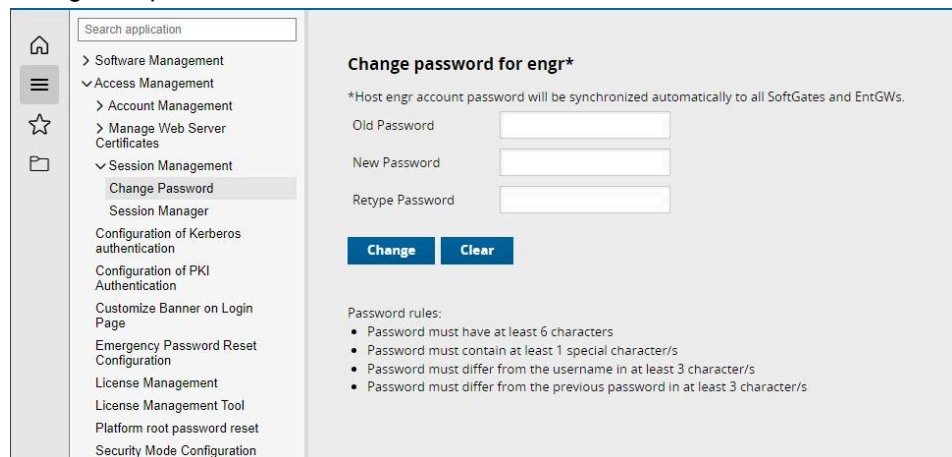 Search application
Software Management
Access Management
Account Management
Manage Web Server
Certificates
Session Management
Change Password
Session Manager
Configuration of Kerberos
authentication
Configuration of PKI
Authentication
Customize Banner on Login
Page
Emergency Password Reset
Configuration
License Management
License Management Tool
Platform root password reset
Security Mode Configuration
Change password for engr*
*Host engr account password will be synchronized automatically to all SoftGates and EntGWs.
Old Password
New Password
Retype Password
Change Clear
Password rules:
• Password must have at least 6 characters
• Password must contain at least 1 special character/s
• Password must differ from the username in at least 3 character/s
• Password must differ from the previous password in at least 3 character/s